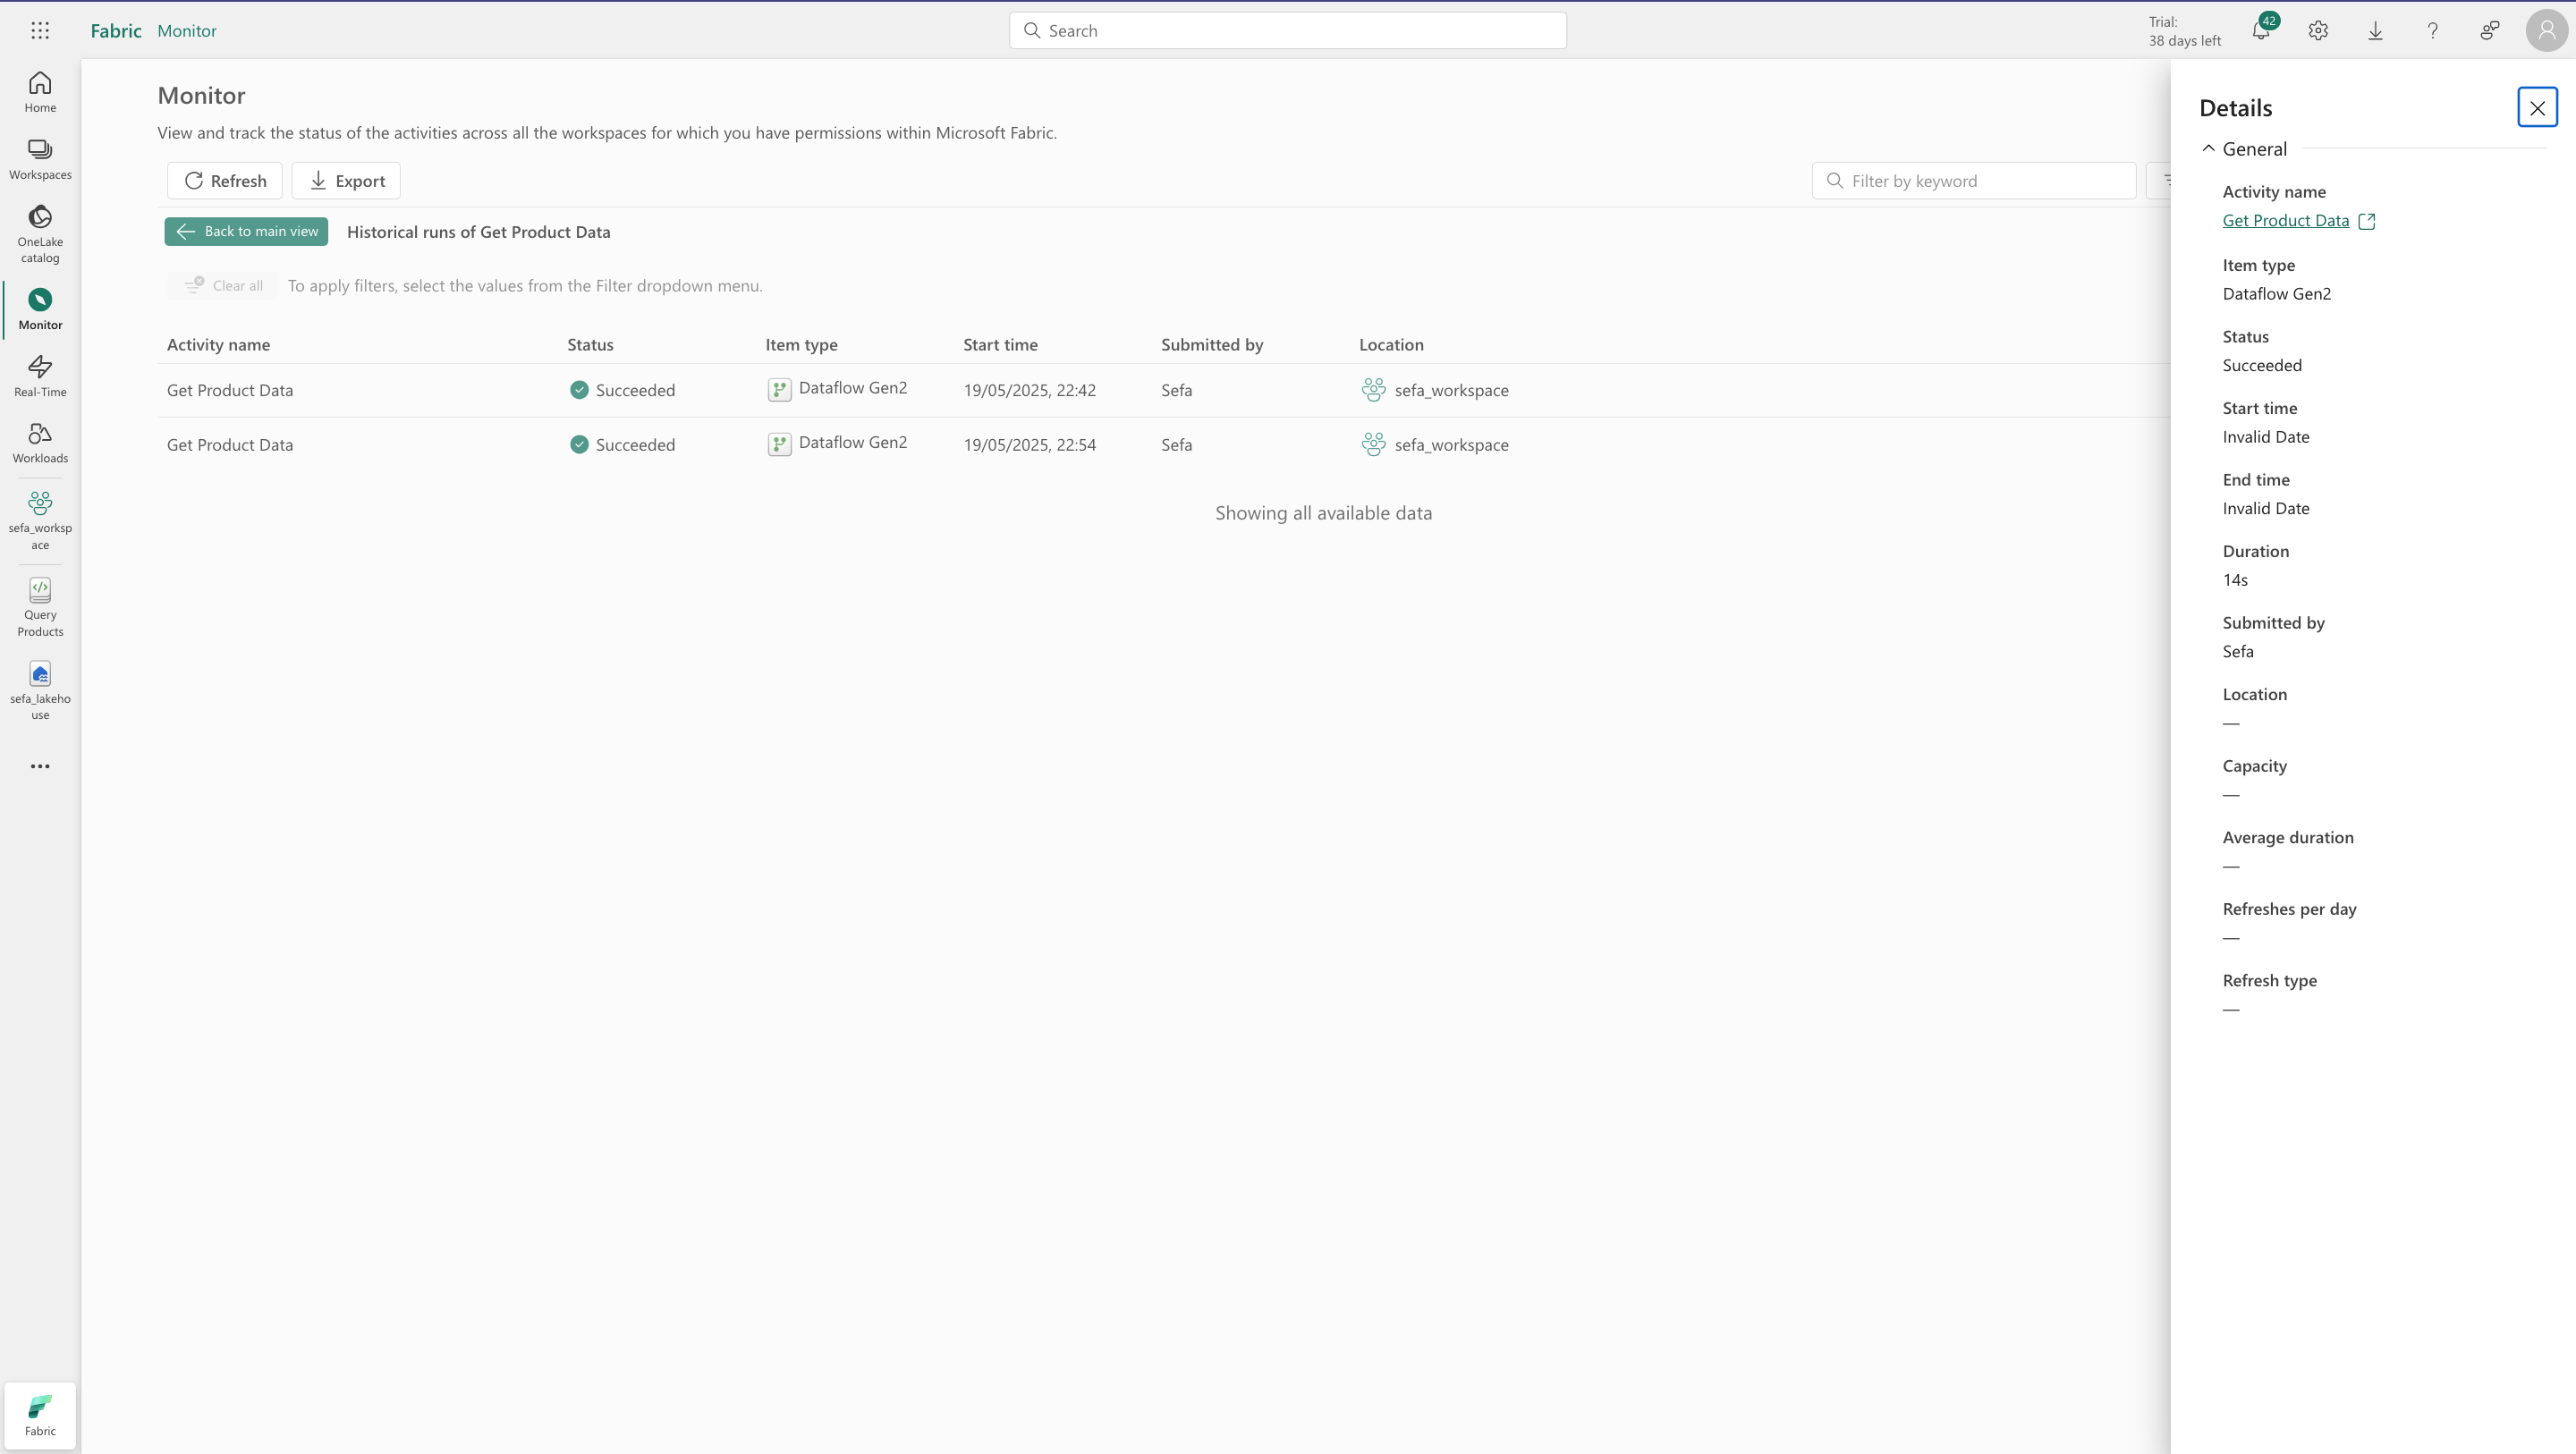 Fabric Monitor
Search
Trial:
38 days left
42
Home
Workspaces
OneLake
catalog
Monitor
Real-Time
Workloads
sefa_worksp
ace
Query
Products
sefa_lakeho
use
Fabric
Monitor
View and track the status of the activities across all the workspaces for which you have permissions within Microsoft Fabric.
Refresh Export Filter by keyword
Back to main view Historical runs of Get Product Data
Clear all To apply filters, select the values from the Filter dropdown menu.
Activity name Status Item type Start time Submitted by Location
Get Product Data Succeeded Dataflow Gen2 19/05/2025, 22:42 Sefa sefa_workspace
Get Product Data Succeeded Dataflow Gen2 19/05/2025, 22:54 Sefa sefa_workspace
Showing all available data
Details
General
Activity name
Get Product Data
Item type
Dataflow Gen2
Status
Succeeded
Start time
Invalid Date
End time
Invalid Date
Duration
14s
Submitted by
Sefa
Location
—
Capacity
—
Average duration
—
Refreshes per day
—
Refresh type
—